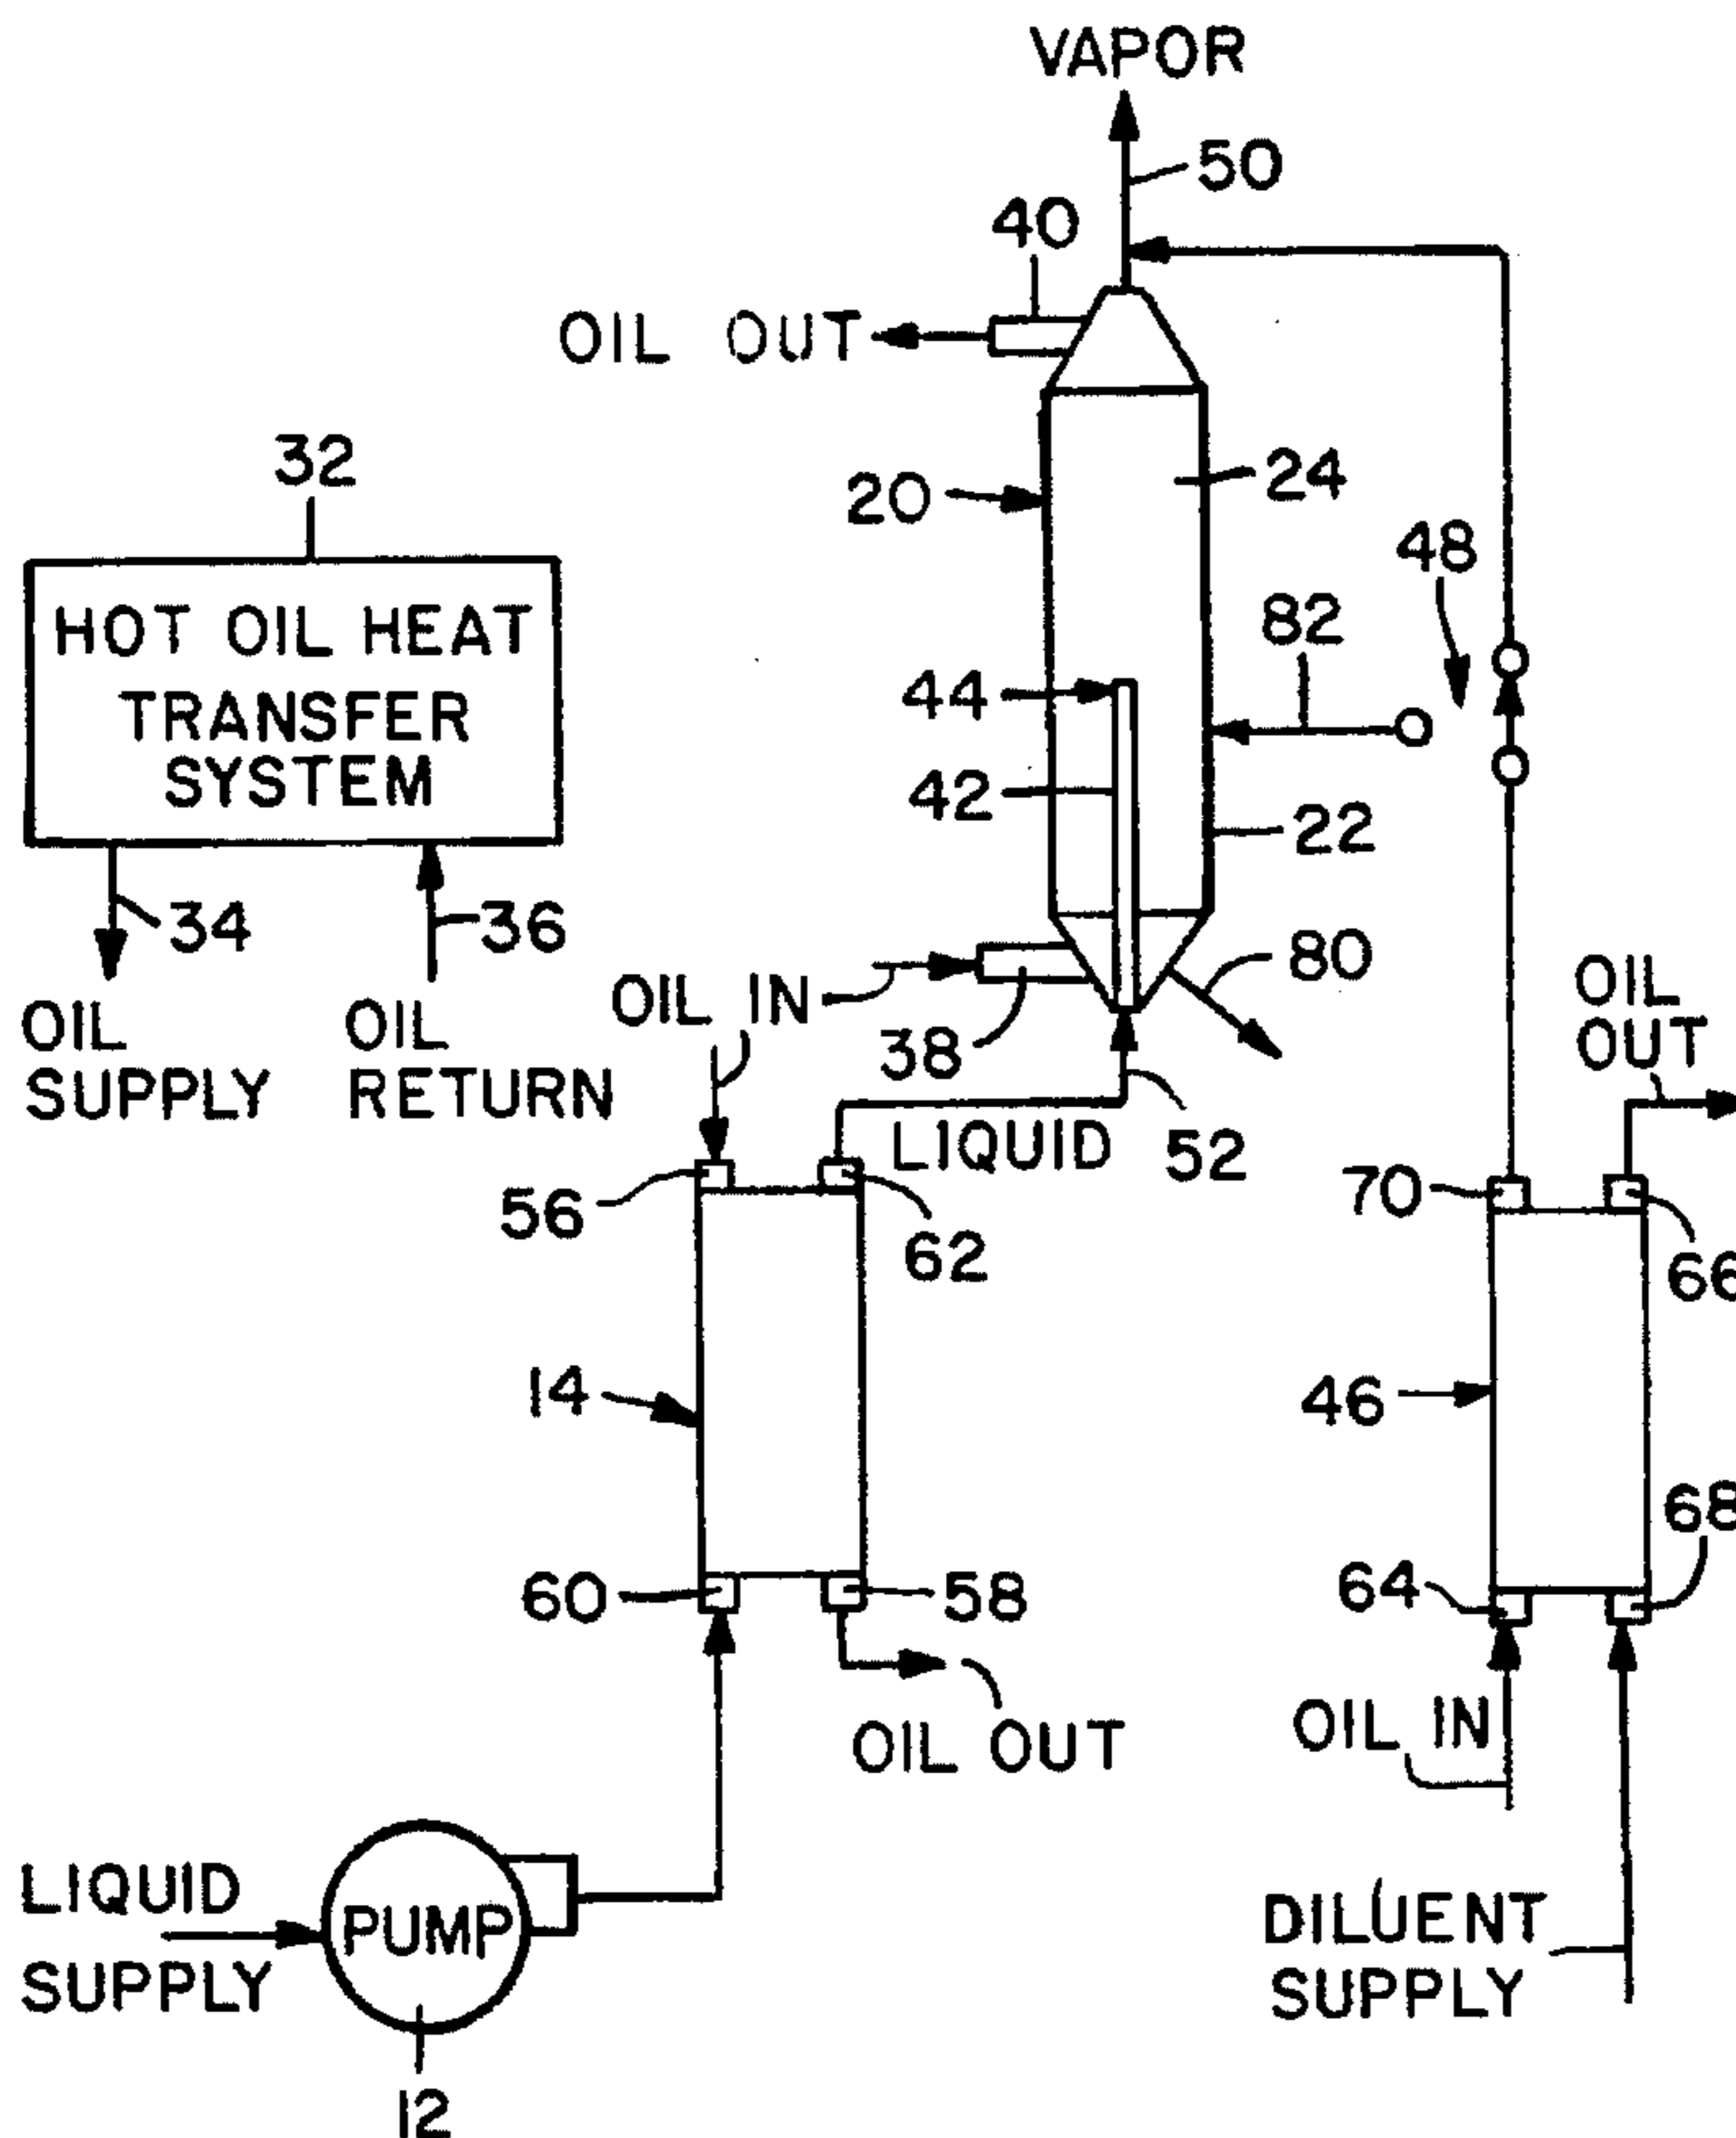 VAPOR
50
40
OIL OUT
32
20
24
48
HOT OIL HEAT
TRANSFER
SYSTEM
82
44
42
22
34
36
OIL IN
80
38
OIL
SUPPLY
OIL
RETURN
OIL
OUT
LIQUID
52
56
62
70
66
14
46
68
60
58
64
OIL OUT
OIL IN
LIQUID
SUPPLY
PUMP
DILUENT
SUPPLY
12